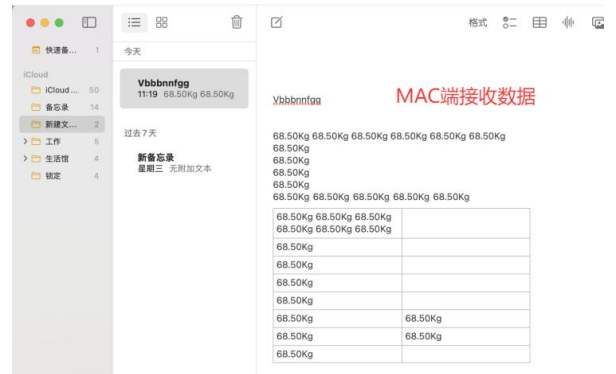 格式
快速备... 1
今天
iCloud
iCloud... 50
备忘录 14
新建文... 2
工作 5
生活馆 4
锁定 4
Vbbbnnfgg
11:19 68.50Kg 68.50Kg
过去7天
新备忘录
星期三 无附加文本
MAC端接收数据
Vbbbnnfgg
68.50Kg 68.50Kg 68.50Kg 68.50Kg 68.50Kg 68.50Kg
68.50Kg
68.50Kg
68.50Kg
68.50Kg
68.50Kg 68.50Kg 68.50Kg 68.50Kg 68.50Kg
68.50Kg 68.50Kg 68.50Kg
68.50Kg 68.50Kg 68.50Kg
68.50Kg
68.50Kg
68.50Kg
68.50Kg
68.50Kg 68.50Kg
68.50Kg 68.50Kg
68.50Kg